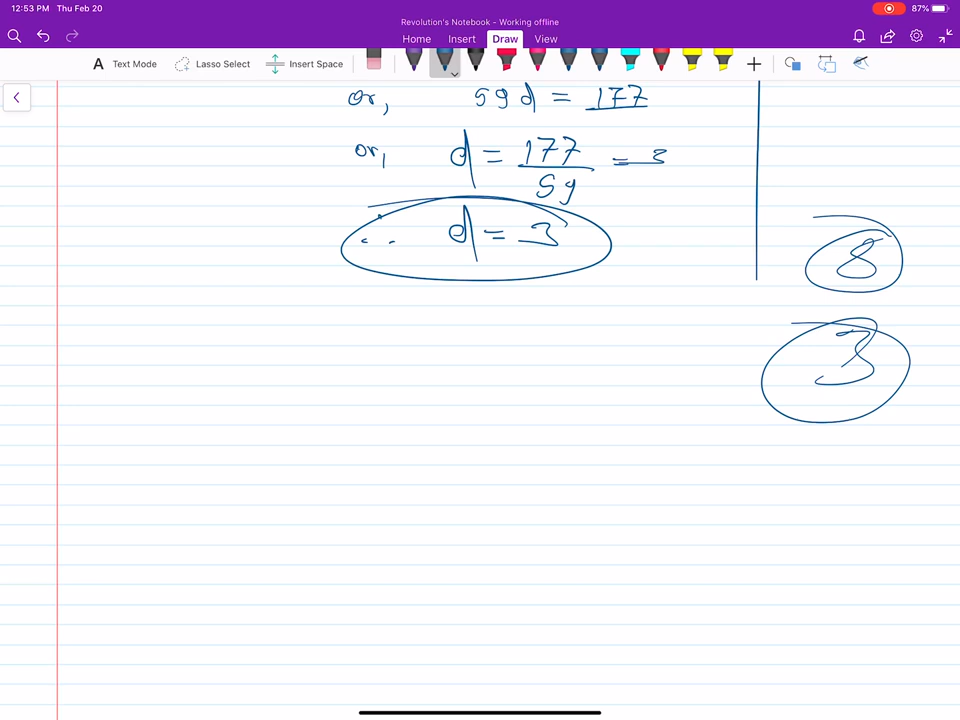 12:53 PM Thu Feb 20
87%
Revolution's Notebook - Working offline
Home Insert Draw View
A Text Mode Lasso Select Insert Space
or, 59 d = 177
or, d = 177/59 = 3
∴ d = 3
8
3